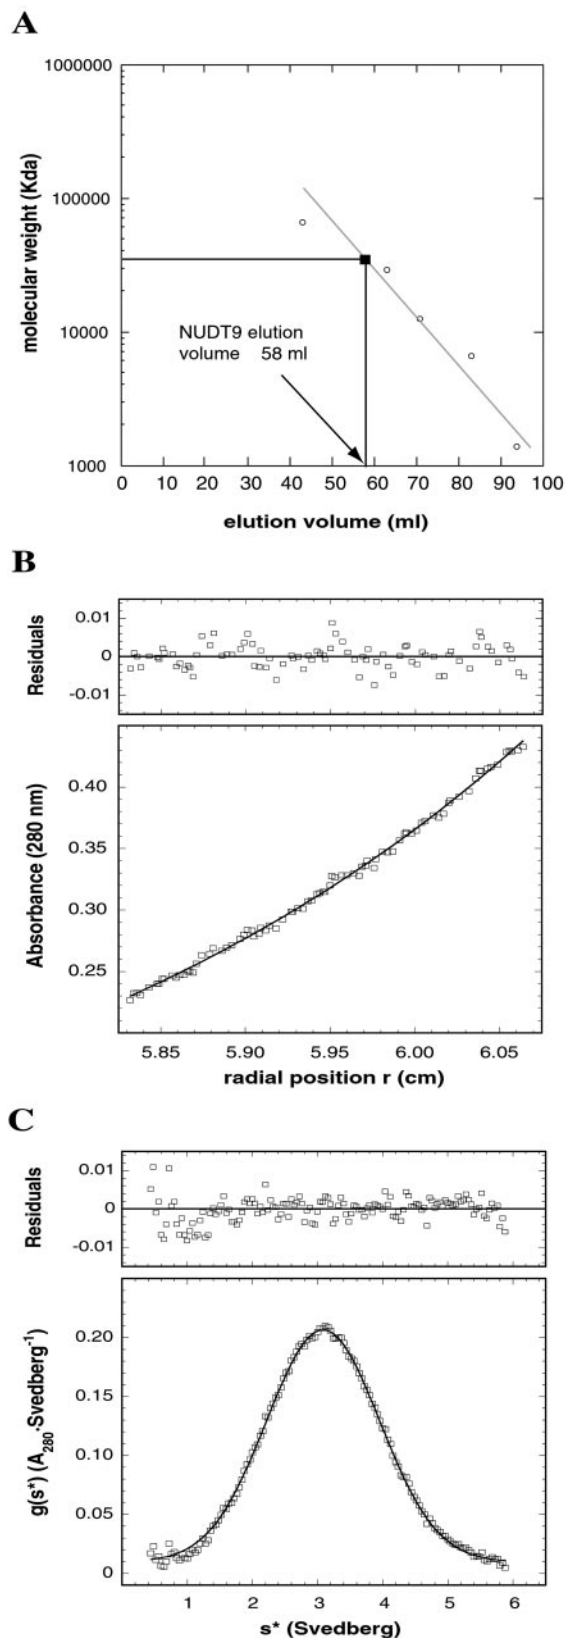 A
1000000
100000
10000
1000
molecular weight (Kda)
NUDT9 elution
volume 58 ml
0 10 20 30 40 50 60 70 80 90 100
elution volume (ml)
B
0.01
0
-0.01
Residuals
0.40
0.35
0.30
0.25
Absorbance (280 nm)
5.85 5.90 5.95 6.00 6.05
radial position r (cm)
C
0.01
0
-0.01
Residuals
0.20
0.15
0.10
0.05
0
g(s*) (A280·Svedberg-1)
1 2 3 4 5 6
s* (Svedberg)